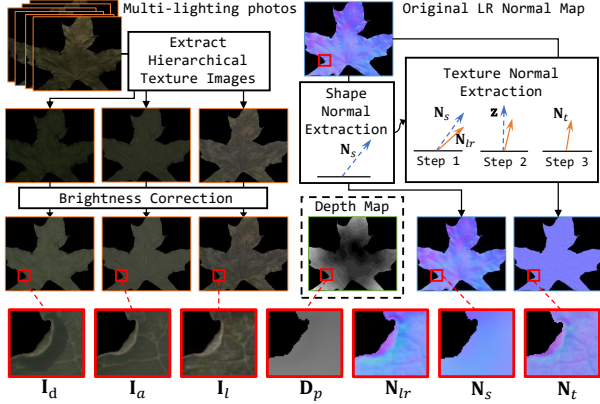 Multi-lighting photos
Original LR Normal Map
Extract
Hierarchical
Texture Images
Shape
Normal
Extraction
N_s
Texture Normal
Extraction
N_s
N_lr
z
N_t
Step 1 Step 2 Step 3
Brightness Correction
Depth Map
I_d I_a I_l D_p N_lr N_s N_t